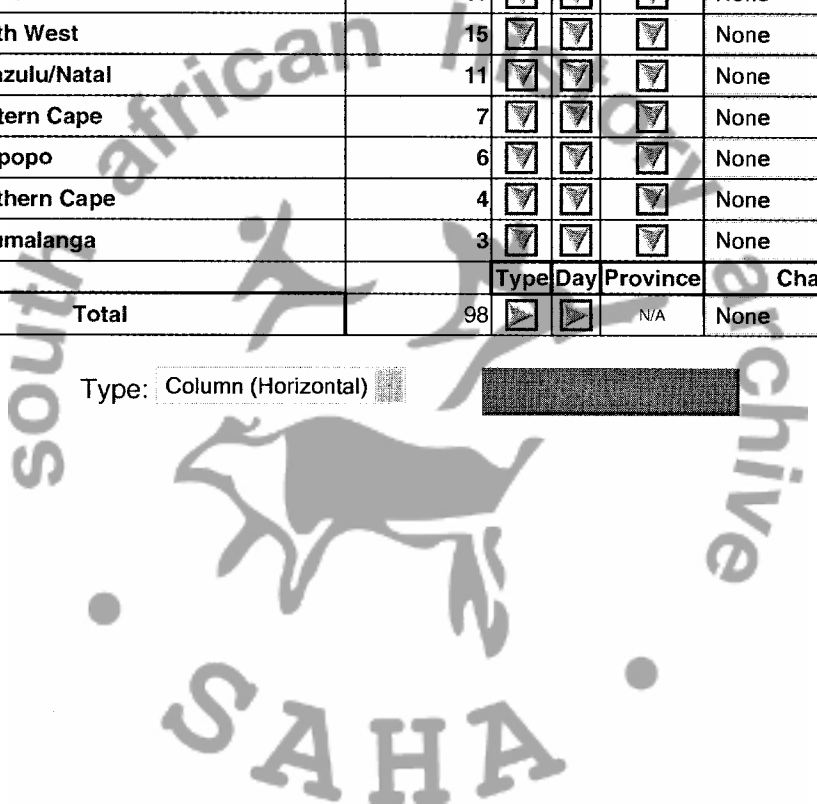 th West 15 None
zulu/Natal 11 None
tern Cape 7 None
popo 6 None
thern Cape 4 None
umalanga 3 None
Type Day Province Cha
Total 98 N/A None
Type: Column (Horizontal)
south african history archive
SAHA